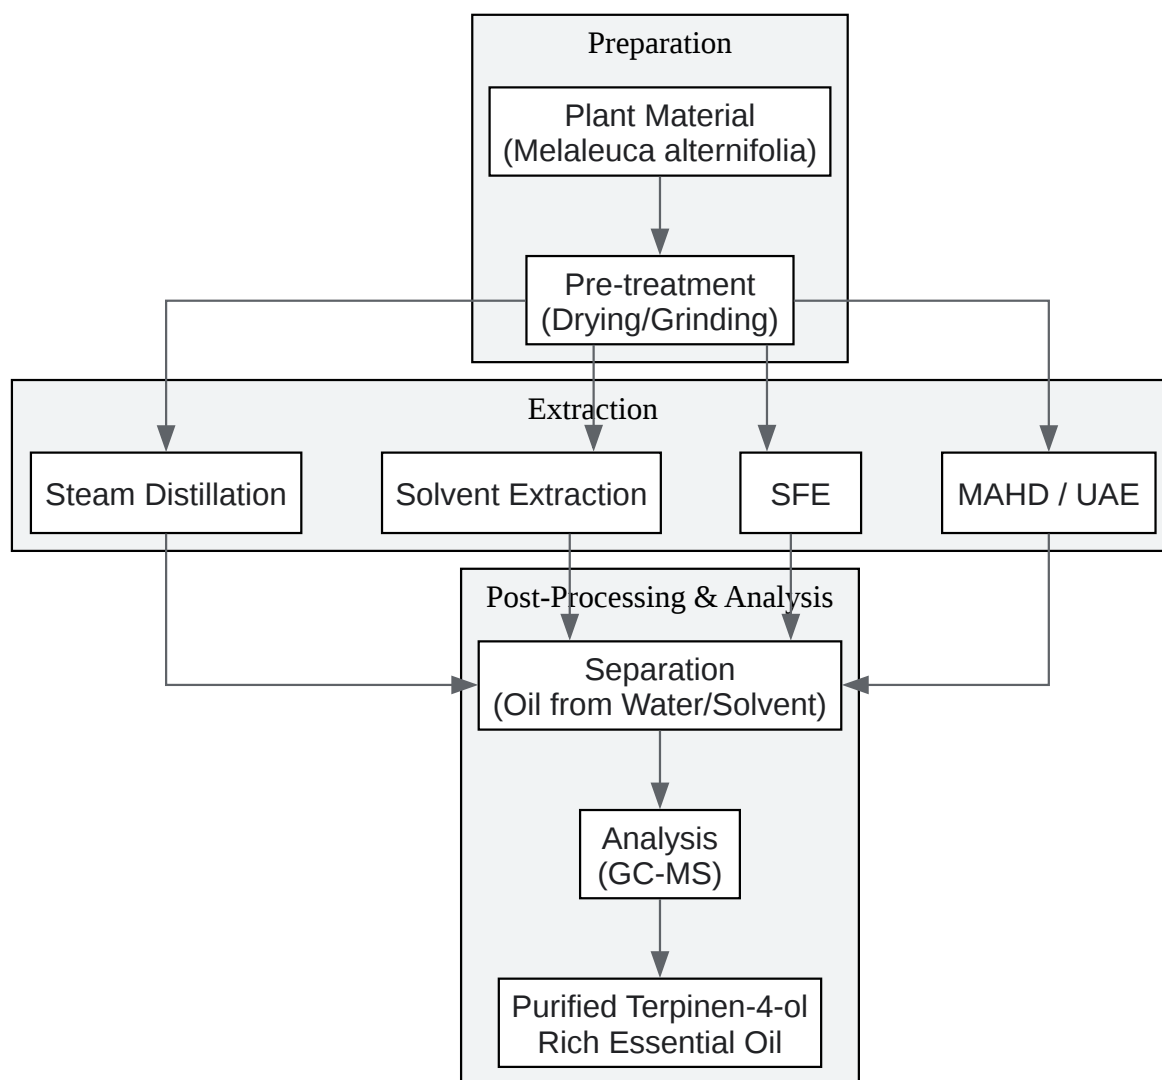 Preparation
Plant Material
(Melaleuca alternifolia)
Pre-treatment
(Drying/Grinding)
Extraction
Steam Distillation
Solvent Extraction
SFE
MAHD / UAE
Post-Processing & Analysis
Separation
(Oil from Water/Solvent)
Analysis
(GC-MS)
Purified Terpinen-4-ol
Rich Essential Oil